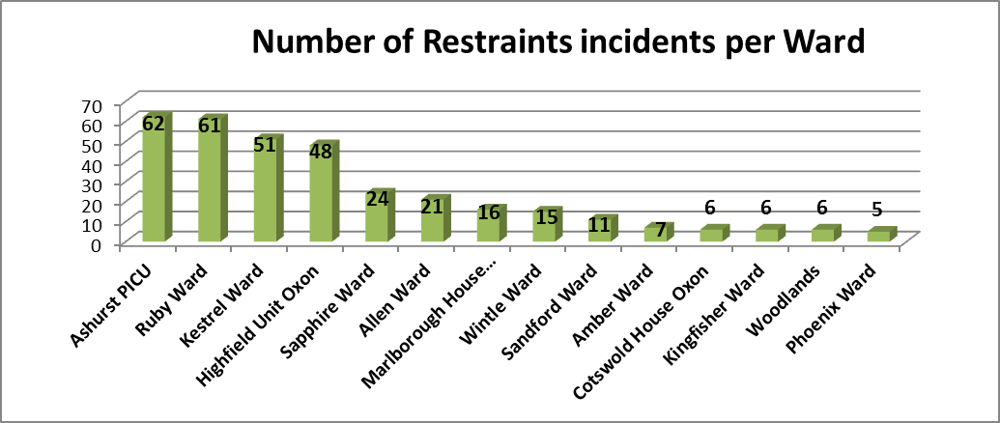 Number of Restraints incidents per Ward
70
60
50
40
30
20
10
0
62
61
51
48
24
21
16
15
11
7
6
6
6
5
Ashurst PICU
Ruby Ward
Kestrel Ward
Highfield Unit Oxon
Sapphire Ward
Allen Ward
Marlborough House...
Wintle Ward
Sandford Ward
Amber Ward
Cotswold House Oxon
Kingfisher Ward
Woodlands
Phoenix Ward